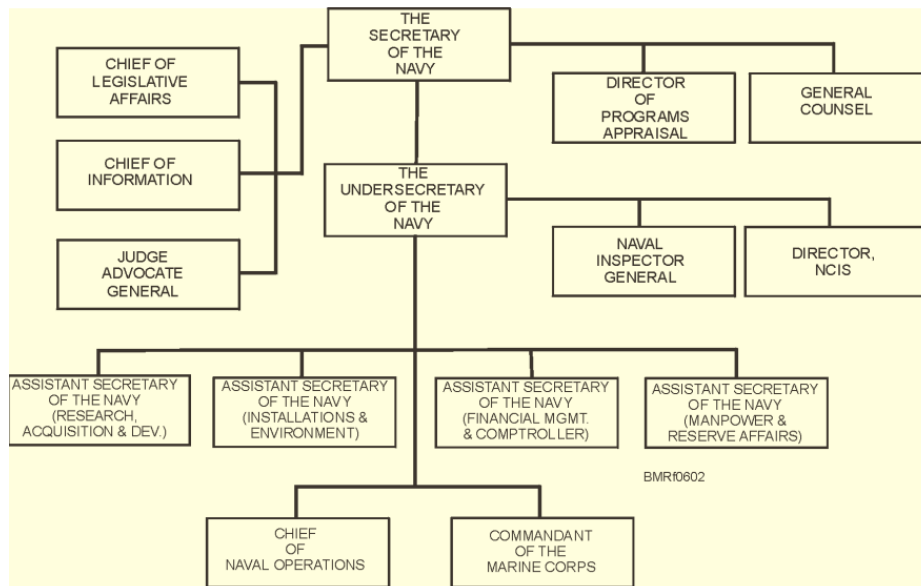 THE
SECRETARY
OF THE
NAVY
CHIEF OF
LEGISLATIVE
AFFAIRS
DIRECTOR
OF
PROGRAMS
APPRAISAL
GENERAL
COUNSEL
CHIEF OF
INFORMATION
THE
UNDERSECRETARY
OF THE
NAVY
JUDGE
ADVOCATE
GENERAL
NAVAL
INSPECTOR
GENERAL
DIRECTOR,
NCIS
ASSISTANT SECRETARY
OF THE NAVY
(RESEARCH,
ACQUISITION & DEV.)
ASSISTANT SECRETARY
OF THE NAVY
(INSTALLATIONS &
ENVIRONMENT)
ASSISTANT SECRETARY
OF THE NAVY
(FINANCIAL MGMT.
& COMPTROLLER)
ASSISTANT SECRETARY
OF THE NAVY
(MANPOWER &
RESERVE AFFAIRS)
BMRf0602
CHIEF
OF
NAVAL OPERATIONS
COMMANDANT
OF THE
MARINE CORPS